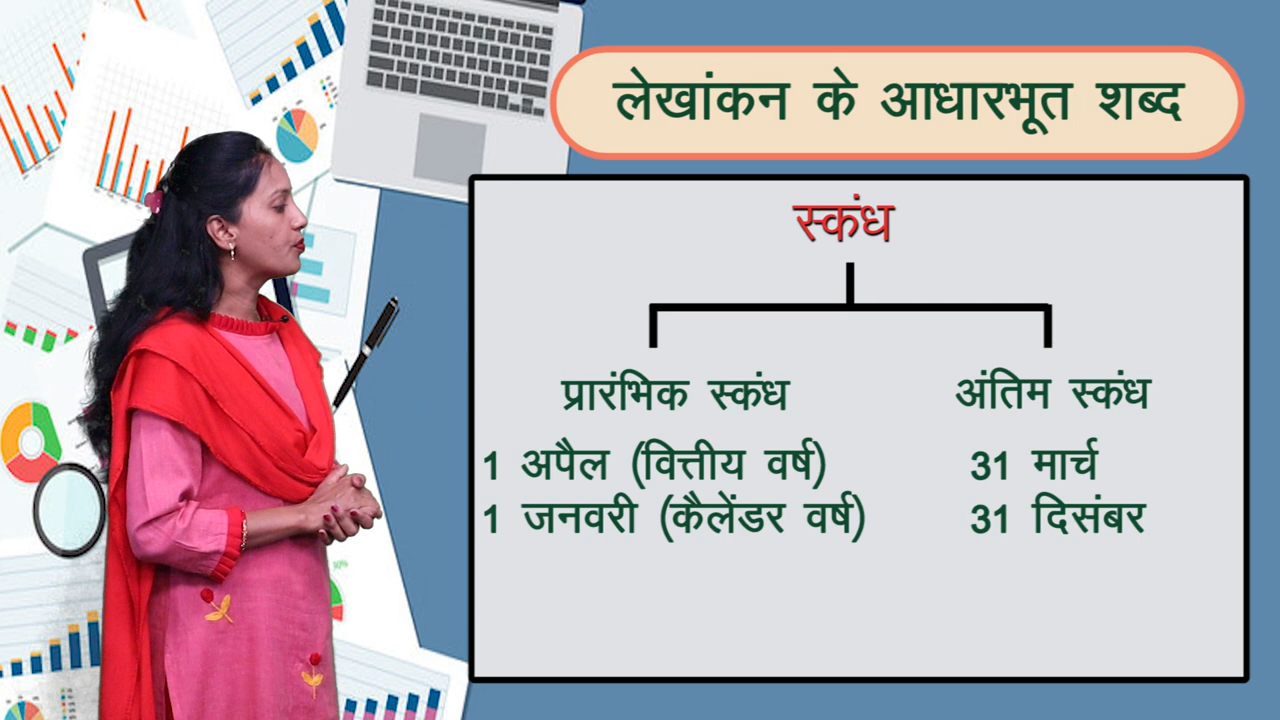 लेखांकन के आधारभूत शब्द
स्कंध
प्रारंभिक स्कंध
1 अपैल (वित्तीय वर्ष)
1 जनवरी (कैलेंडर वर्ष)
अंतिम स्कंध
31 मार्च
31 दिसंबर